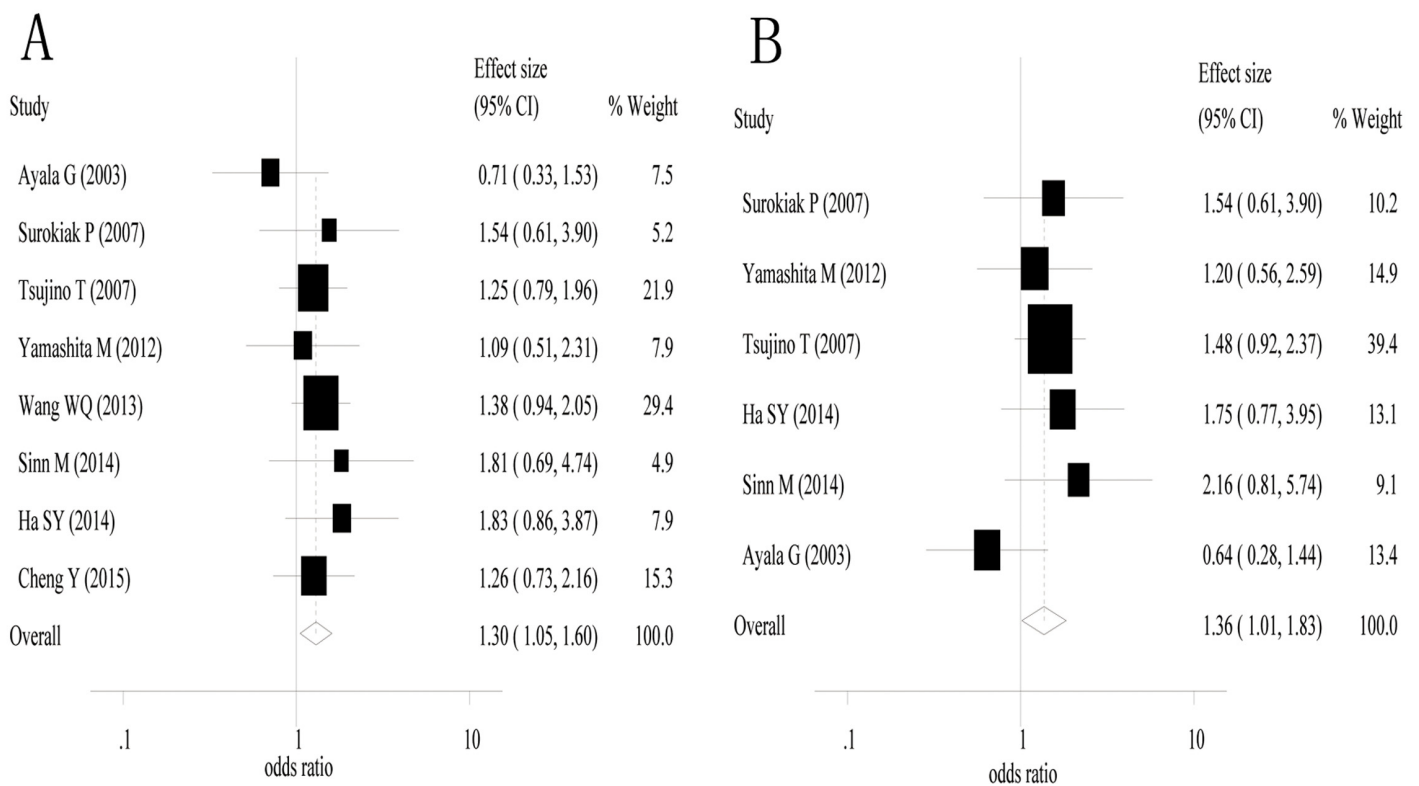 A
Effect size
Study (95% CI) % Weight
Ayala G (2003) 0.71 ( 0.33, 1.53) 7.5
Surokiak P (2007) 1.54 ( 0.61, 3.90) 5.2
Tsujino T (2007) 1.25 ( 0.79, 1.96) 21.9
Yamashita M (2012) 1.09 ( 0.51, 2.31) 7.9
Wang WQ (2013) 1.38 ( 0.94, 2.05) 29.4
Sinn M (2014) 1.81 ( 0.69, 4.74) 4.9
Ha SY (2014) 1.83 ( 0.86, 3.87) 7.9
Cheng Y (2015) 1.26 ( 0.73, 2.16) 15.3
Overall 1.30 ( 1.05, 1.60) 100.0
.1 1 10
odds ratio
B
Effect size
Study (95% CI) % Weight
Surokiak P (2007) 1.54 ( 0.61, 3.90) 10.2
Yamashita M (2012) 1.20 ( 0.56, 2.59) 14.9
Tsujino T (2007) 1.48 ( 0.92, 2.37) 39.4
Ha SY (2014) 1.75 ( 0.77, 3.95) 13.1
Sinn M (2014) 2.16 ( 0.81, 5.74) 9.1
Ayala G (2003) 0.64 ( 0.28, 1.44) 13.4
Overall 1.36 ( 1.01, 1.83) 100.0
.1 1 10
odds ratio